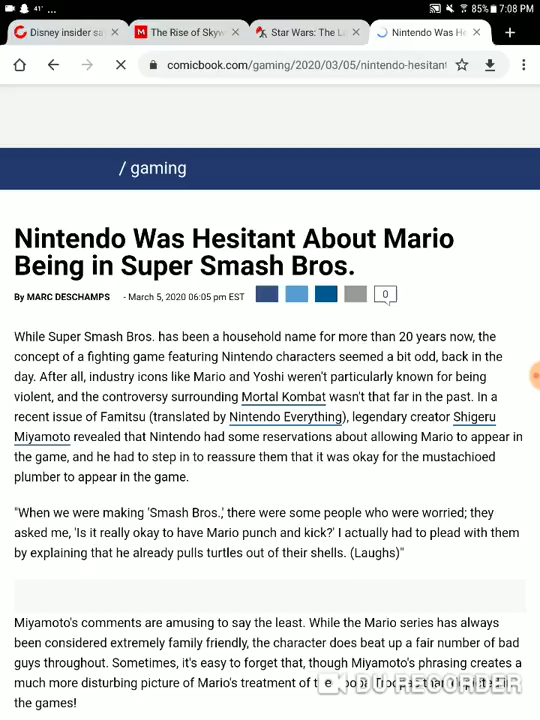 41°
85% 7:08 PM
Disney insider sa
The Rise of Skyw
Star Wars: The L
Nintendo Was He
comicbook.com/gaming/2020/03/05/nintendo-hesitant
/ gaming
Nintendo Was Hesitant About Mario
Being in Super Smash Bros.
By MARC DESCHAMPS - March 5, 2020 06:05 pm EST 0
While Super Smash Bros. has been a household name for more than 20 years now, the
concept of a fighting game featuring Nintendo characters seemed a bit odd, back in the
day. After all, industry icons like Mario and Yoshi weren't particularly known for being
violent, and the controversy surrounding Mortal Kombat wasn't that far in the past. In a
recent issue of Famitsu (translated by Nintendo Everything), legendary creator Shigeru
Miyamoto revealed that Nintendo had some reservations about allowing Mario to appear in
the game, and he had to step in to reassure them that it was okay for the mustachioed
plumber to appear in the game.
"When we were making 'Smash Bros.,' there were some people who were worried; they
asked me, 'Is it really okay to have Mario punch and kick?' I actually had to plead with them
by explaining that he already pulls turtles out of their shells. (Laughs)"
Miyamoto's comments are amusing to say the least. While the Mario series has always
been considered extremely family friendly, the character does beat up a fair number of bad
guys throughout. Sometimes, it's easy to forget that, though Miyamoto's phrasing creates a
much more disturbing picture of Mario's treatment of the Koopa Troopas than depicted in
the games!
DU RECORDER